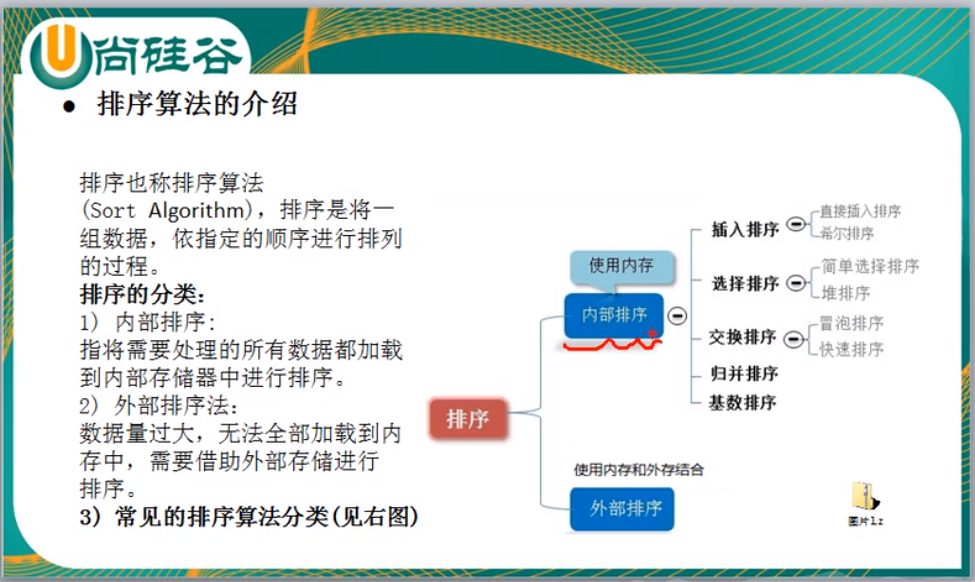 尚硅谷
● 排序算法的介绍
排序也称排序算法
(Sort Algorithm)，排序是将一
组数据，依指定的顺序进行排列
的过程。
排序的分类：
1) 内部排序：
指将需要处理的所有数据都加载
到内部存储器中进行排序。
2) 外部排序法：
数据量过大，无法全部加载到内
存中，需要借助外部存储进行
排序。
3) 常见的排序算法分类(见右图)
排序
使用内存
内部排序
插入排序
直接插入排序
希尔排序
选择排序
简单选择排序
堆排序
交换排序
冒泡排序
快速排序
归并排序
基数排序
使用内存和外存结合
外部排序
图片lz